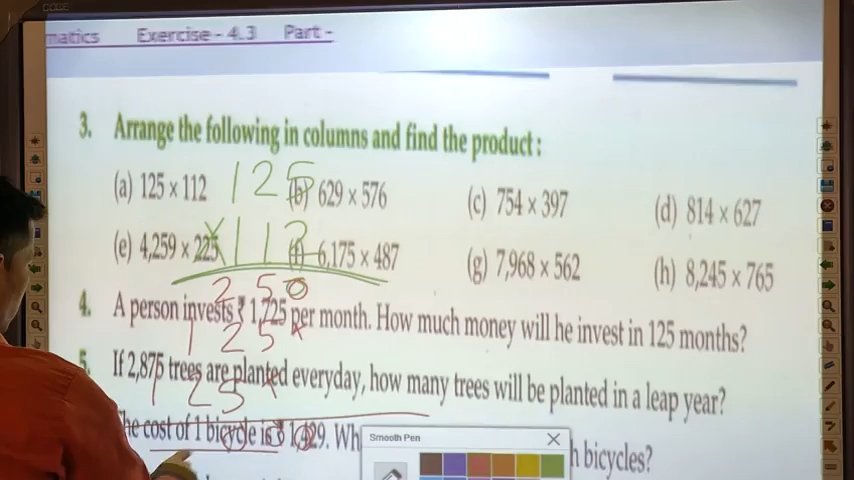 matics Exercise - 4.3 Part -
3. Arrange the following in columns and find the product :
(a) 125 × 112 (b) 629 × 576 (c) 754 × 397 (d) 814 × 627
125
(e) 4,259 × 225 (f) 6,175 × 487 (g) 7,968 × 562 (h) 8,245 × 765
×112
250
4. A person invests ₹ 1,725 per month. How much money will he invest in 125 months?
125×
5. If 2,875 trees are planted everyday, how many trees will be planted in a leap year?
125×
The cost of 1 bicycle is ₹ 1,429. Wh
h bicycles?
Smooth Pen